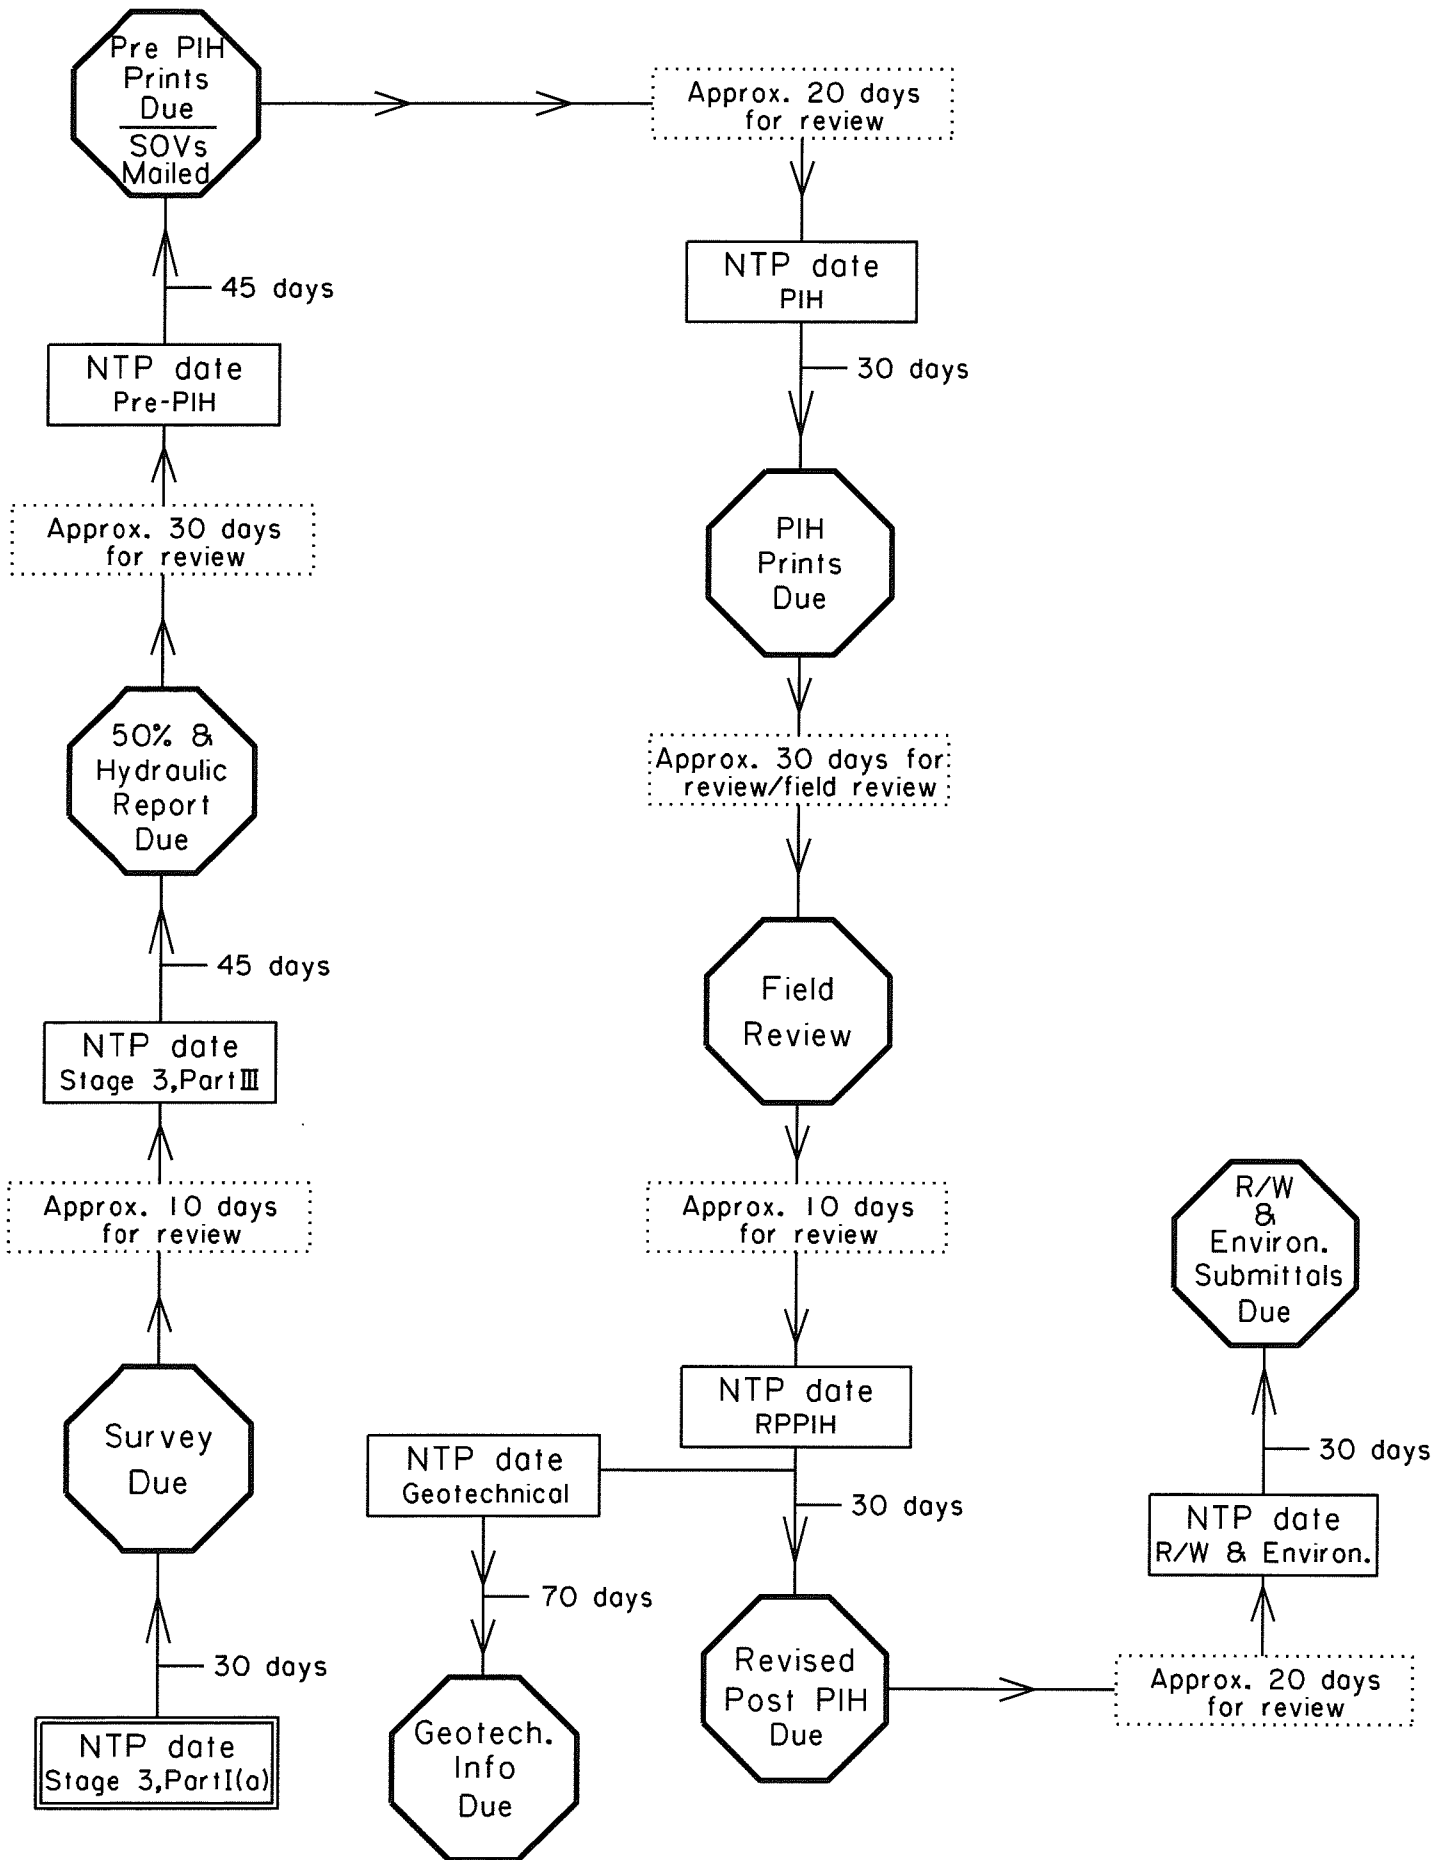 Pre PIH
Prints
Due
SOVs
Mailed
Approx. 20 days
for review
NTP date
PIH
45 days
30 days
NTP date
Pre-PIH
PIH
Prints
Due
Approx. 30 days
for review
50% &
Hydraulic
Report
Due
Approx. 30 days for
review/field review
45 days
Field
Review
NTP date
Stage 3,Part III
Approx. 10 days
for review
Approx. 10 days
for review
R/W
&
Environ.
Submittals
Due
NTP date
RPPIH
Survey
Due
NTP date
Geotechnical
30 days
30 days
NTP date
R/W & Environ.
70 days
30 days
Revised
Post PIH
Due
Approx. 20 days
for review
NTP date
Stage 3,PartI(a)
Geotech.
Info
Due